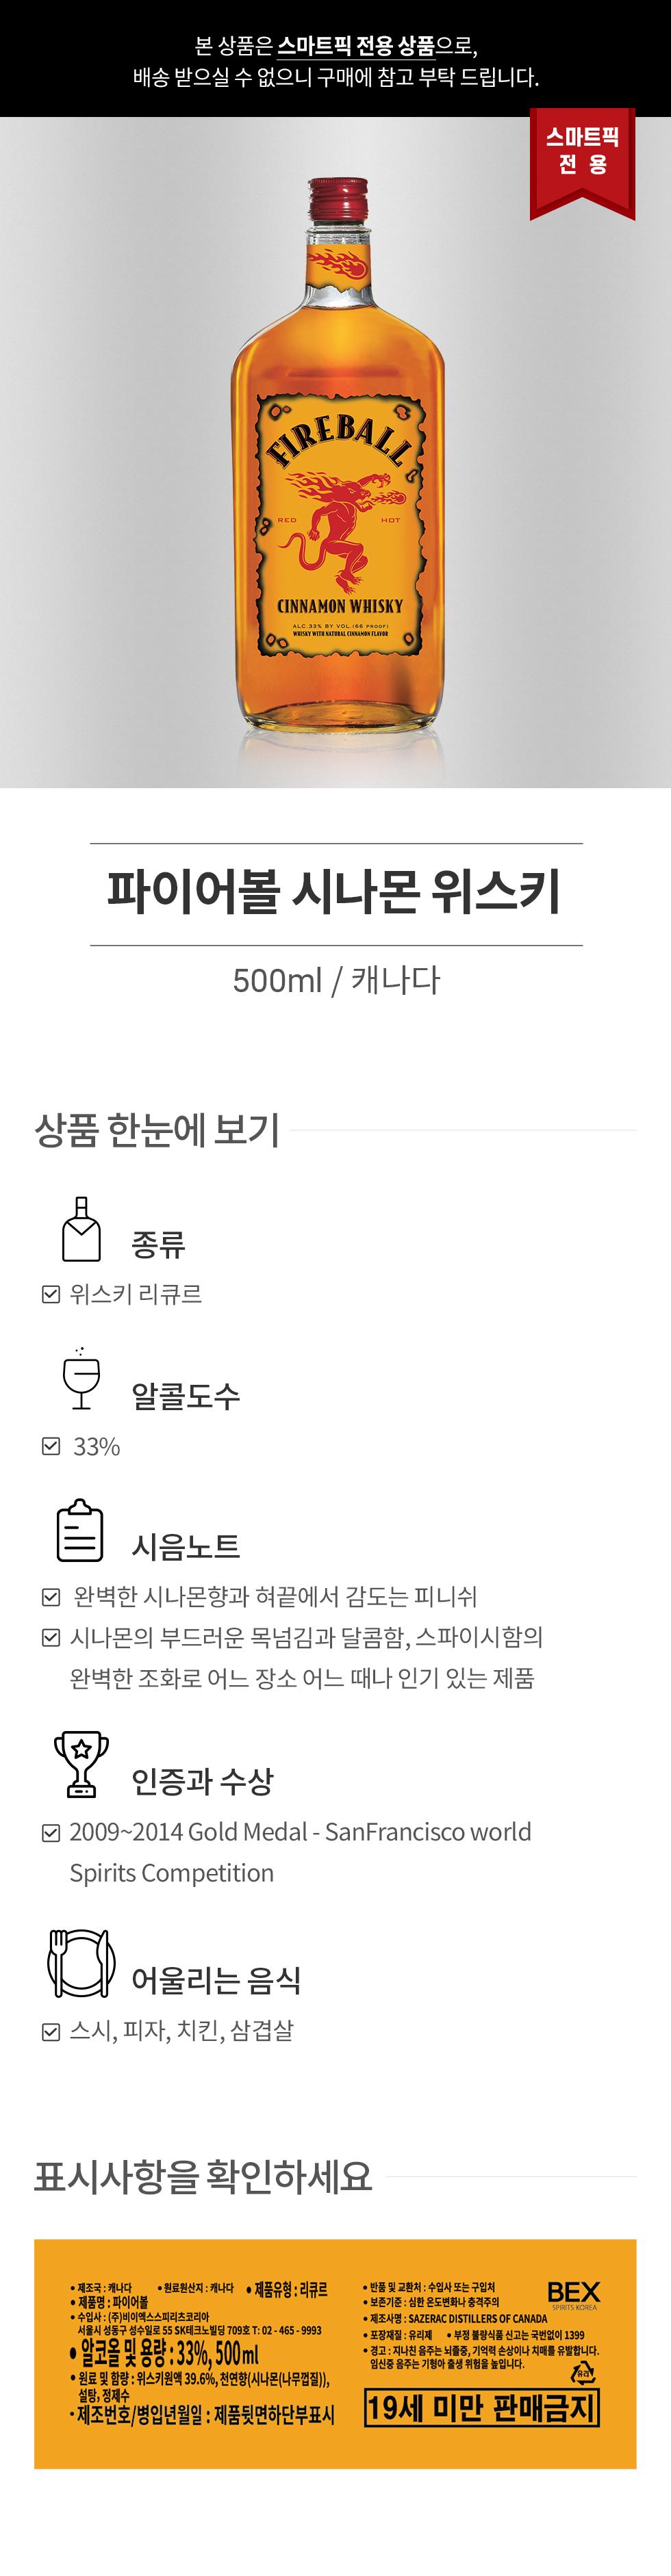 본 상품은 스마트픽 전용 상품으로,
배송 받으실 수 없으니 구매에 참고 부탁 드립니다.
스마트픽
전 용
FIREBALL
RED HOT
CINNAMON WHISKY
ALC 33% BY VOL.(66 PROOF)
WHISKY WITH NATURAL CINNAMON FLAVOR
파이어볼 시나몬 위스키
500ml / 캐나다
상품 한눈에 보기
종류
위스키 리큐르
알콜도수
33%
시음노트
완벽한 시나몬향과 혀끝에서 감도는 피니쉬
시나몬의 부드러운 목넘김과 달콤함, 스파이시함의
완벽한 조화로 어느 장소 어느 때나 인기 있는 제품
인증과 수상
2009~2014 Gold Medal - SanFrancisco world
Spirits Competition
어울리는 음식
스시, 피자, 치킨, 삼겹살
표시사항을 확인하세요
• 제조국 : 캐나다 • 원료원산지 : 캐나다 • 제품유형 : 리큐르
• 제품명 : 파이어볼
• 수입사 : (주)비이엑스스피리츠코리아
서울시 성동구 성수일로 55 SK테크노빌딩 709호 T: 02 - 465 - 9993
• 알코올 및 용량 : 33%, 500ml
• 원료 및 함량 : 위스키원액 39.6%, 천연향(시나몬(나무껍질)),
설탕, 정제수
• 제조번호/병입년월일 : 제품뒷면하단부표시
• 반품 및 교환처 : 수입사 또는 구입처
• 보존기준 : 심한 온도변화나 충격주의
BEX
SPIRITS KOREA
• 제조사명 : SAZERAC DISTILLERS OF CANADA
• 포장재질 : 유리제 • 부정 불량식품 신고는 국번없이 1399
• 경고 : 지나친 음주는 뇌졸중, 기억력 손상이나 치매를 유발합니다.
임신중 음주는 기형아 출생 위험을 높입니다.
유리
19세 미만 판매금지